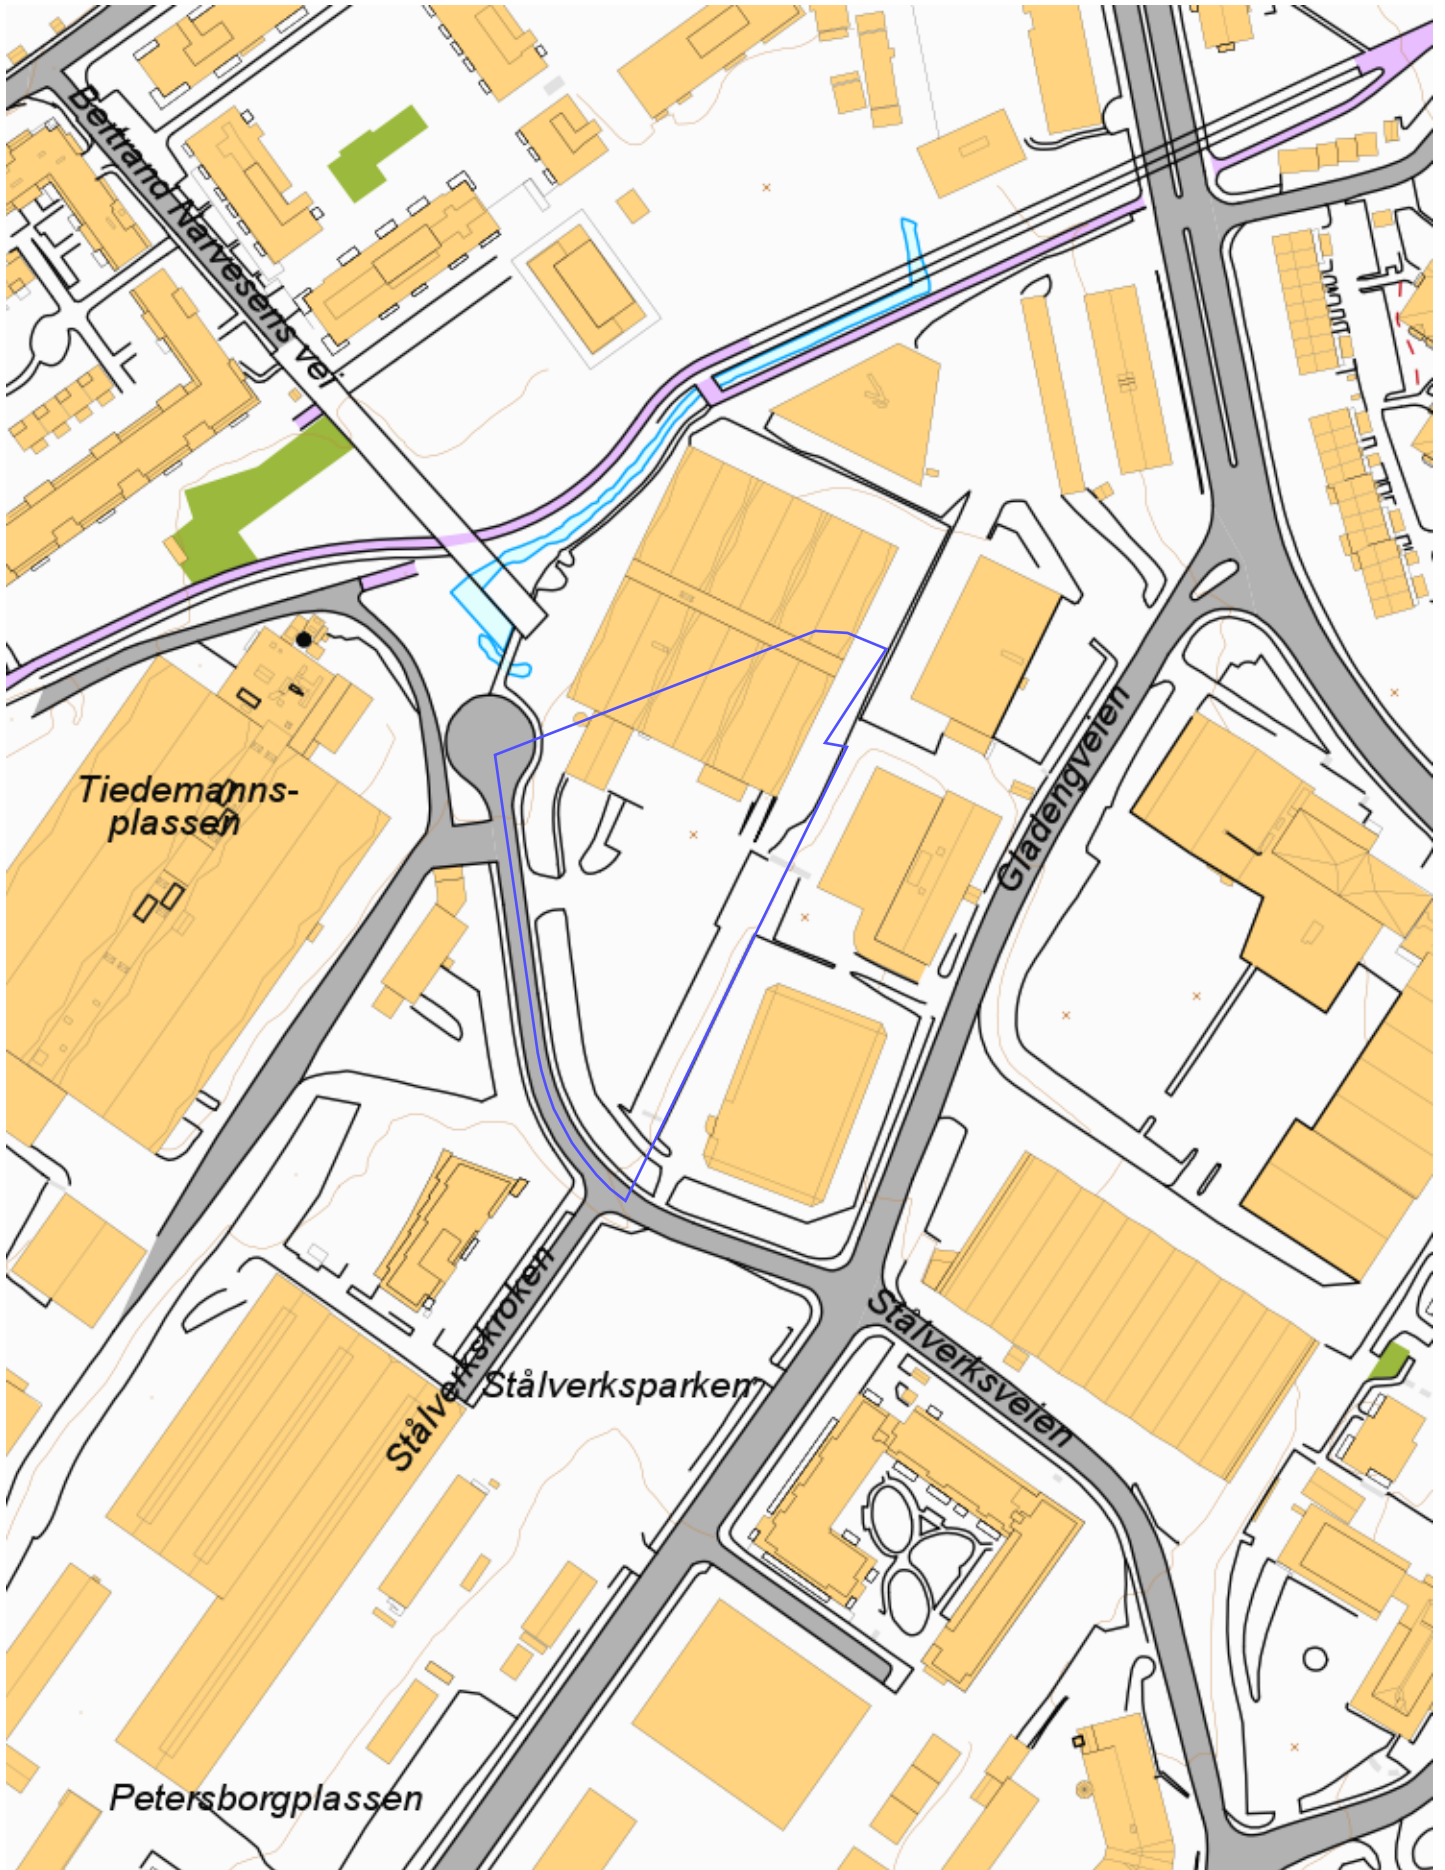 Bertrand Narvesens vei
Tiedemanns-
plassen
Gladengveien
Stålverkskroken
Stålverksparken
Stålverksveien
Petersborgplassen